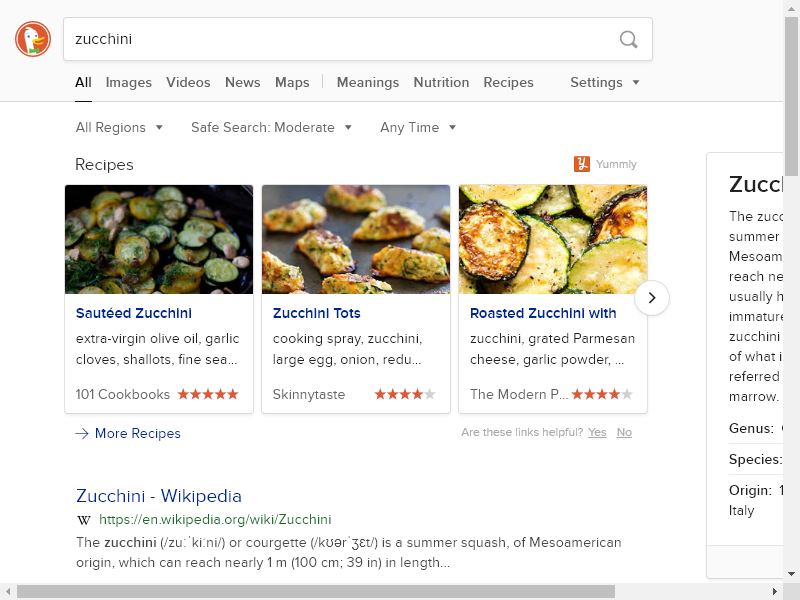 zucchini
All Images Videos News Maps Meanings Nutrition Recipes Settings
All Regions Safe Search: Moderate Any Time
Recipes
Yummly
Sautéed Zucchini
extra-virgin olive oil, garlic
cloves, shallots, fine sea...
101 Cookbooks
Zucchini Tots
cooking spray, zucchini,
large egg, onion, redu...
Skinnytaste
Roasted Zucchini with
zucchini, grated Parmesan
cheese, garlic powder, ...
The Modern P...
More Recipes
Are these links helpful? Yes No
Zucchini - Wikipedia
W https://en.wikipedia.org/wiki/Zucchini
The zucchini (/zuːˈkiːni/) or courgette (/kʊərˈʒɛt/) is a summer squash, of Mesoamerican
origin, which can reach nearly 1 m (100 cm; 39 in) in length...
Zucc
The zucc
summer
Mesoam
reach ne
usually h
immature
zucchini
of what i
referred
marrow.
Genus:
Species:
Origin: 1
Italy